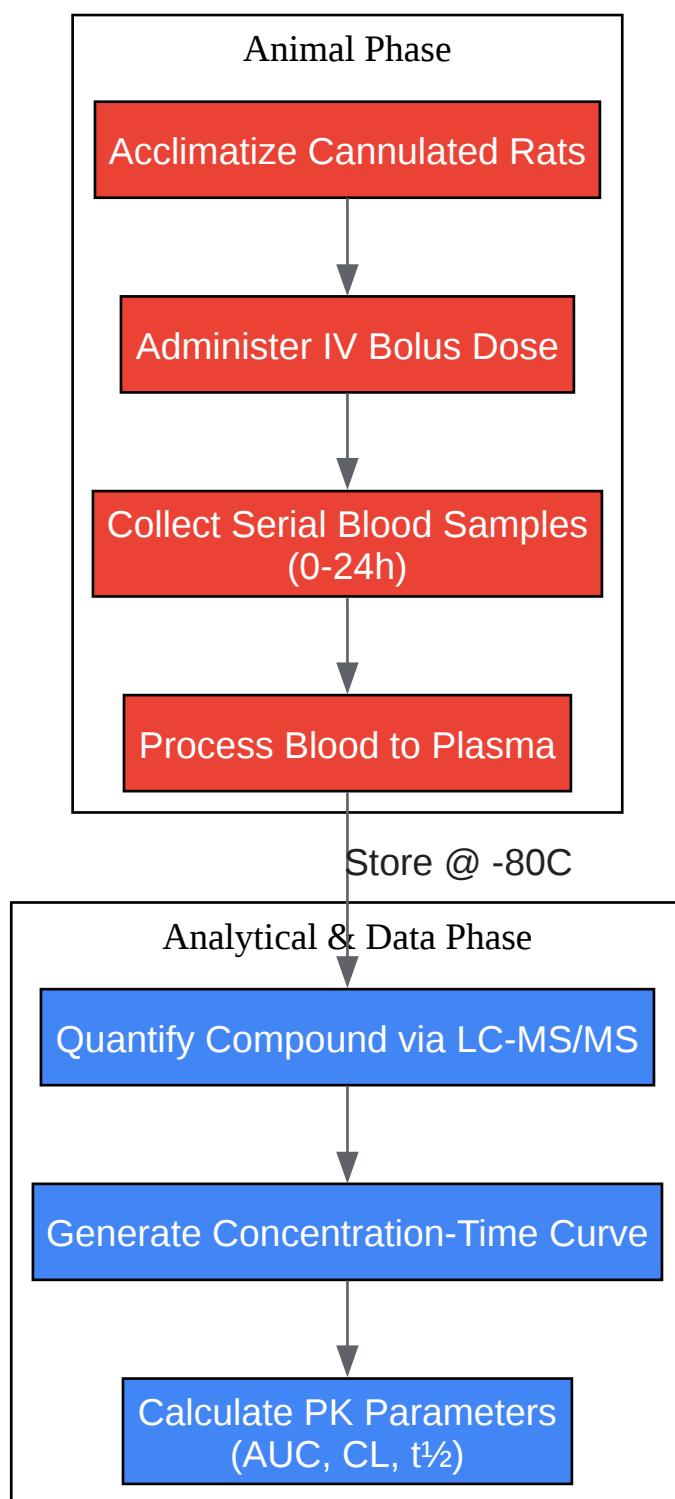 Animal Phase
Acclimatize Cannulated Rats
Administer IV Bolus Dose
Collect Serial Blood Samples
(0-24h)
Process Blood to Plasma
Store @ -80C
Analytical & Data Phase
Quantify Compound via LC-MS/MS
Generate Concentration-Time Curve
Calculate PK Parameters
(AUC, CL, t½)